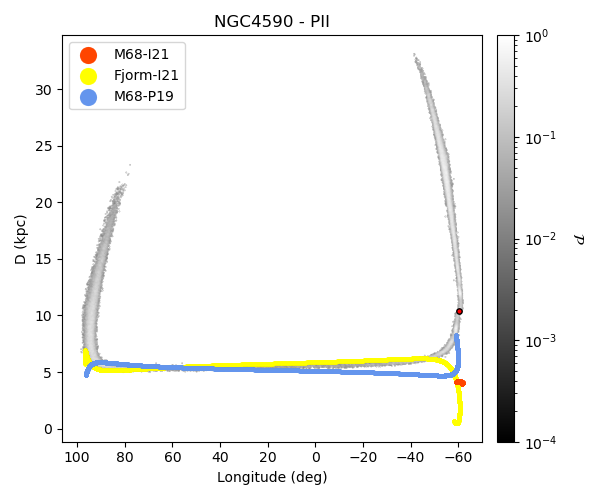 NGC4590 - PII
M68-I21
Fjorm-I21
M68-P19
D (kpc)
30
25
20
15
10
5
0
100 80 60 40 20 0 −20 −40 −60
Longitude (deg)
10⁰
10⁻¹
10⁻²
10⁻³
10⁻⁴
𝒫